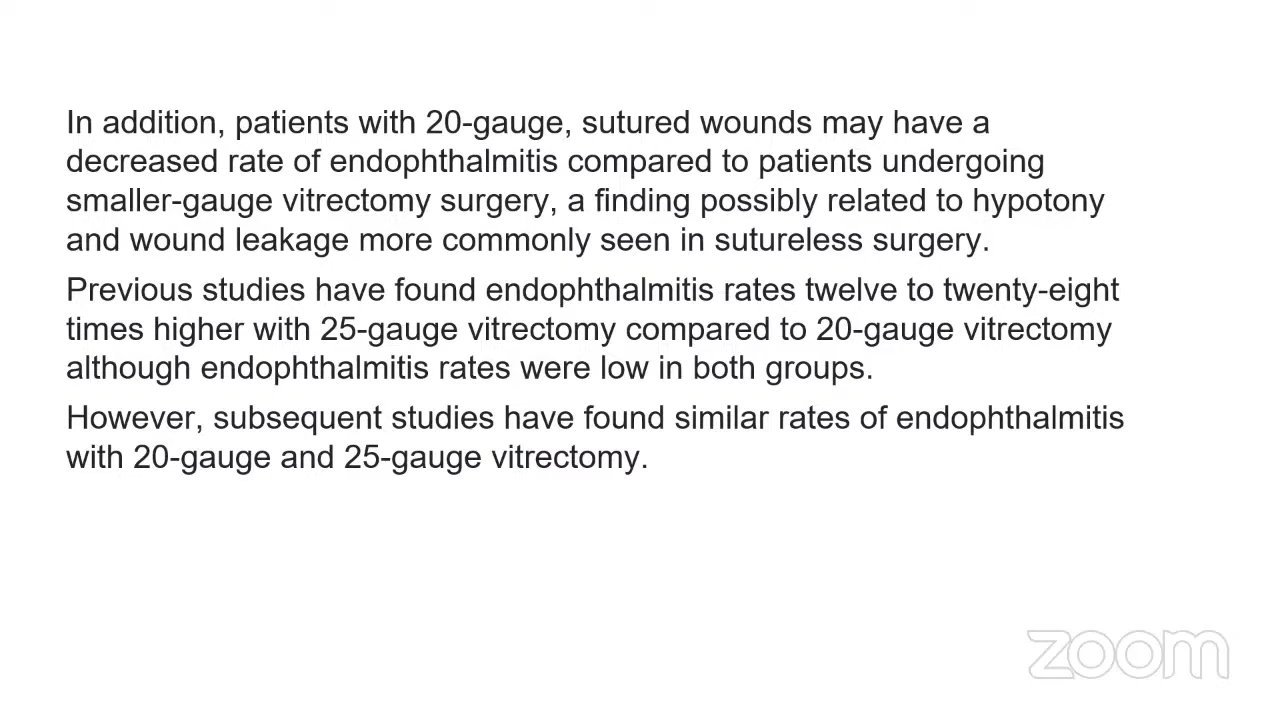 In addition, patients with 20-gauge, sutured wounds may have a
decreased rate of endophthalmitis compared to patients undergoing
smaller-gauge vitrectomy surgery, a finding possibly related to hypotony
and wound leakage more commonly seen in sutureless surgery.
Previous studies have found endophthalmitis rates twelve to twenty-eight
times higher with 25-gauge vitrectomy compared to 20-gauge vitrectomy
although endophthalmitis rates were low in both groups.
However, subsequent studies have found similar rates of endophthalmitis
with 20-gauge and 25-gauge vitrectomy.
zoom